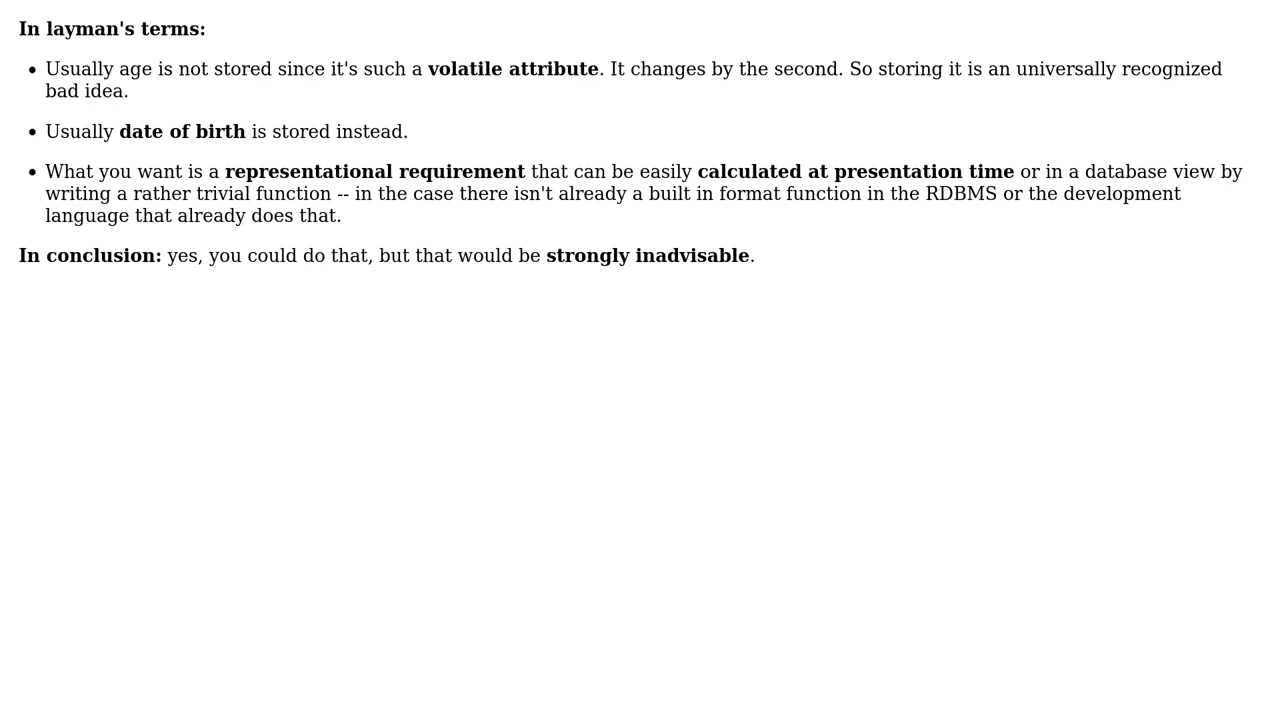 In layman's terms:
• Usually age is not stored since it's such a volatile attribute. It changes by the second. So storing it is an universally recognized
bad idea.
• Usually date of birth is stored instead.
• What you want is a representational requirement that can be easily calculated at presentation time or in a database view by
writing a rather trivial function -- in the case there isn't already a built in format function in the RDBMS or the development
language that already does that.
In conclusion: yes, you could do that, but that would be strongly inadvisable.